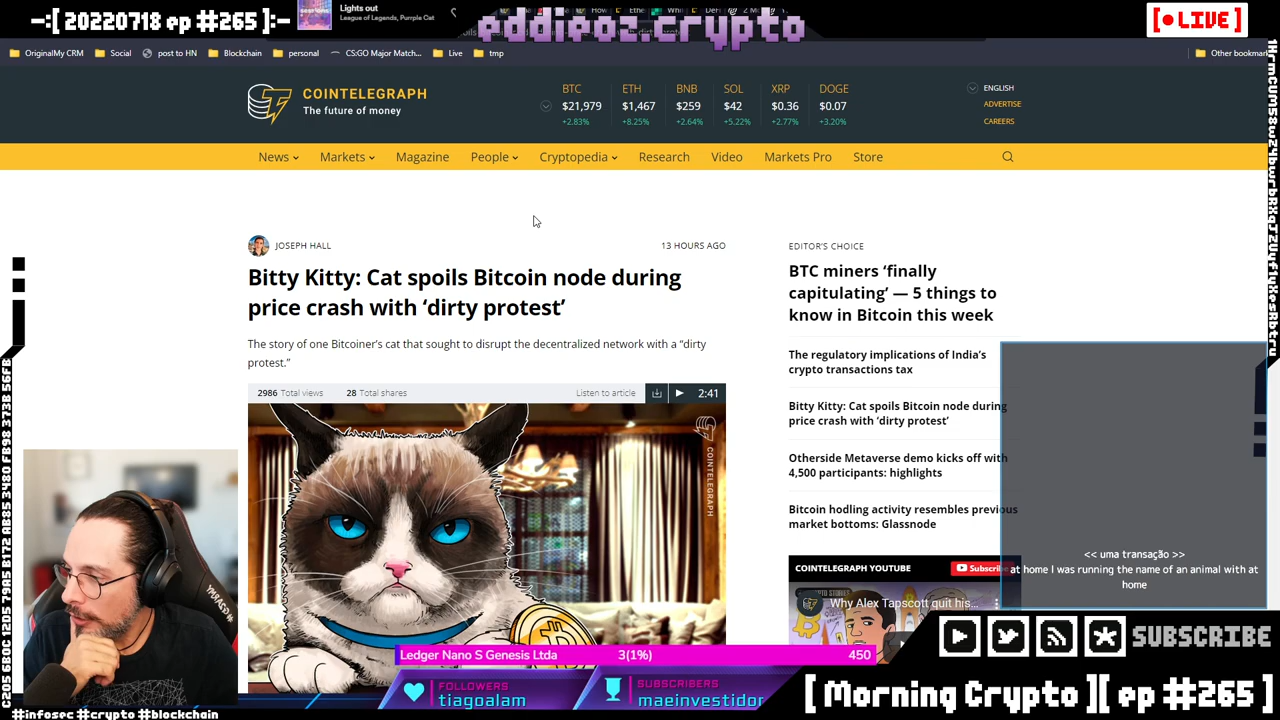 -:[ 20220718 ep #265 ]:-
Lights out
League of Legends, Purple Cat
eddieoz.crypto
[ • LIVE ]
OriginalMy CRM
Social
post to HN
Blockchain
personal
CS:GO Major Match...
Live
tmp
Other bookmar
COINTELEGRAPH
The future of money
BTC ETH BNB SOL XRP DOGE
$21,979 $1,467 $259 $42 $0.36 $0.07
+2.83% +8.25% +2.64% +5.22% +2.77% +3.20%
ENGLISH
ADVERTISE
CAREERS
News Markets Magazine People Cryptopedia Research Video Markets Pro Store
JOSEPH HALL
13 HOURS AGO
Bitty Kitty: Cat spoils Bitcoin node during
price crash with ‘dirty protest’
The story of one Bitcoiner’s cat that sought to disrupt the decentralized network with a “dirty
protest.”
2986 Total views 28 Total shares
Listen to article
2:41
COINTELEGRAPH
EDITOR’S CHOICE
BTC miners ‘finally
capitulating’ — 5 things to
know in Bitcoin this week
The regulatory implications of India’s
crypto transactions tax
Bitty Kitty: Cat spoils Bitcoin node during
price crash with ‘dirty protest’
Otherside Metaverse demo kicks off with
4,500 participants: highlights
Bitcoin hodling activity resembles previous
market bottoms: Glassnode
COINTELEGRAPH YOUTUBE
Subscribe
Why Alex Tapscott quit his...
<< uma transação >>
at home I was running the name of an animal with at
home
Ledger Nano S Genesis Ltda 3(1%) 450
FOLLOWERS
tiagpalam
SUBSCRIBERS
maeinvestidor
SUBSCRIBE
[ Morning Crypto ][ ep #265 ]
#infosec #crypto #blockchain